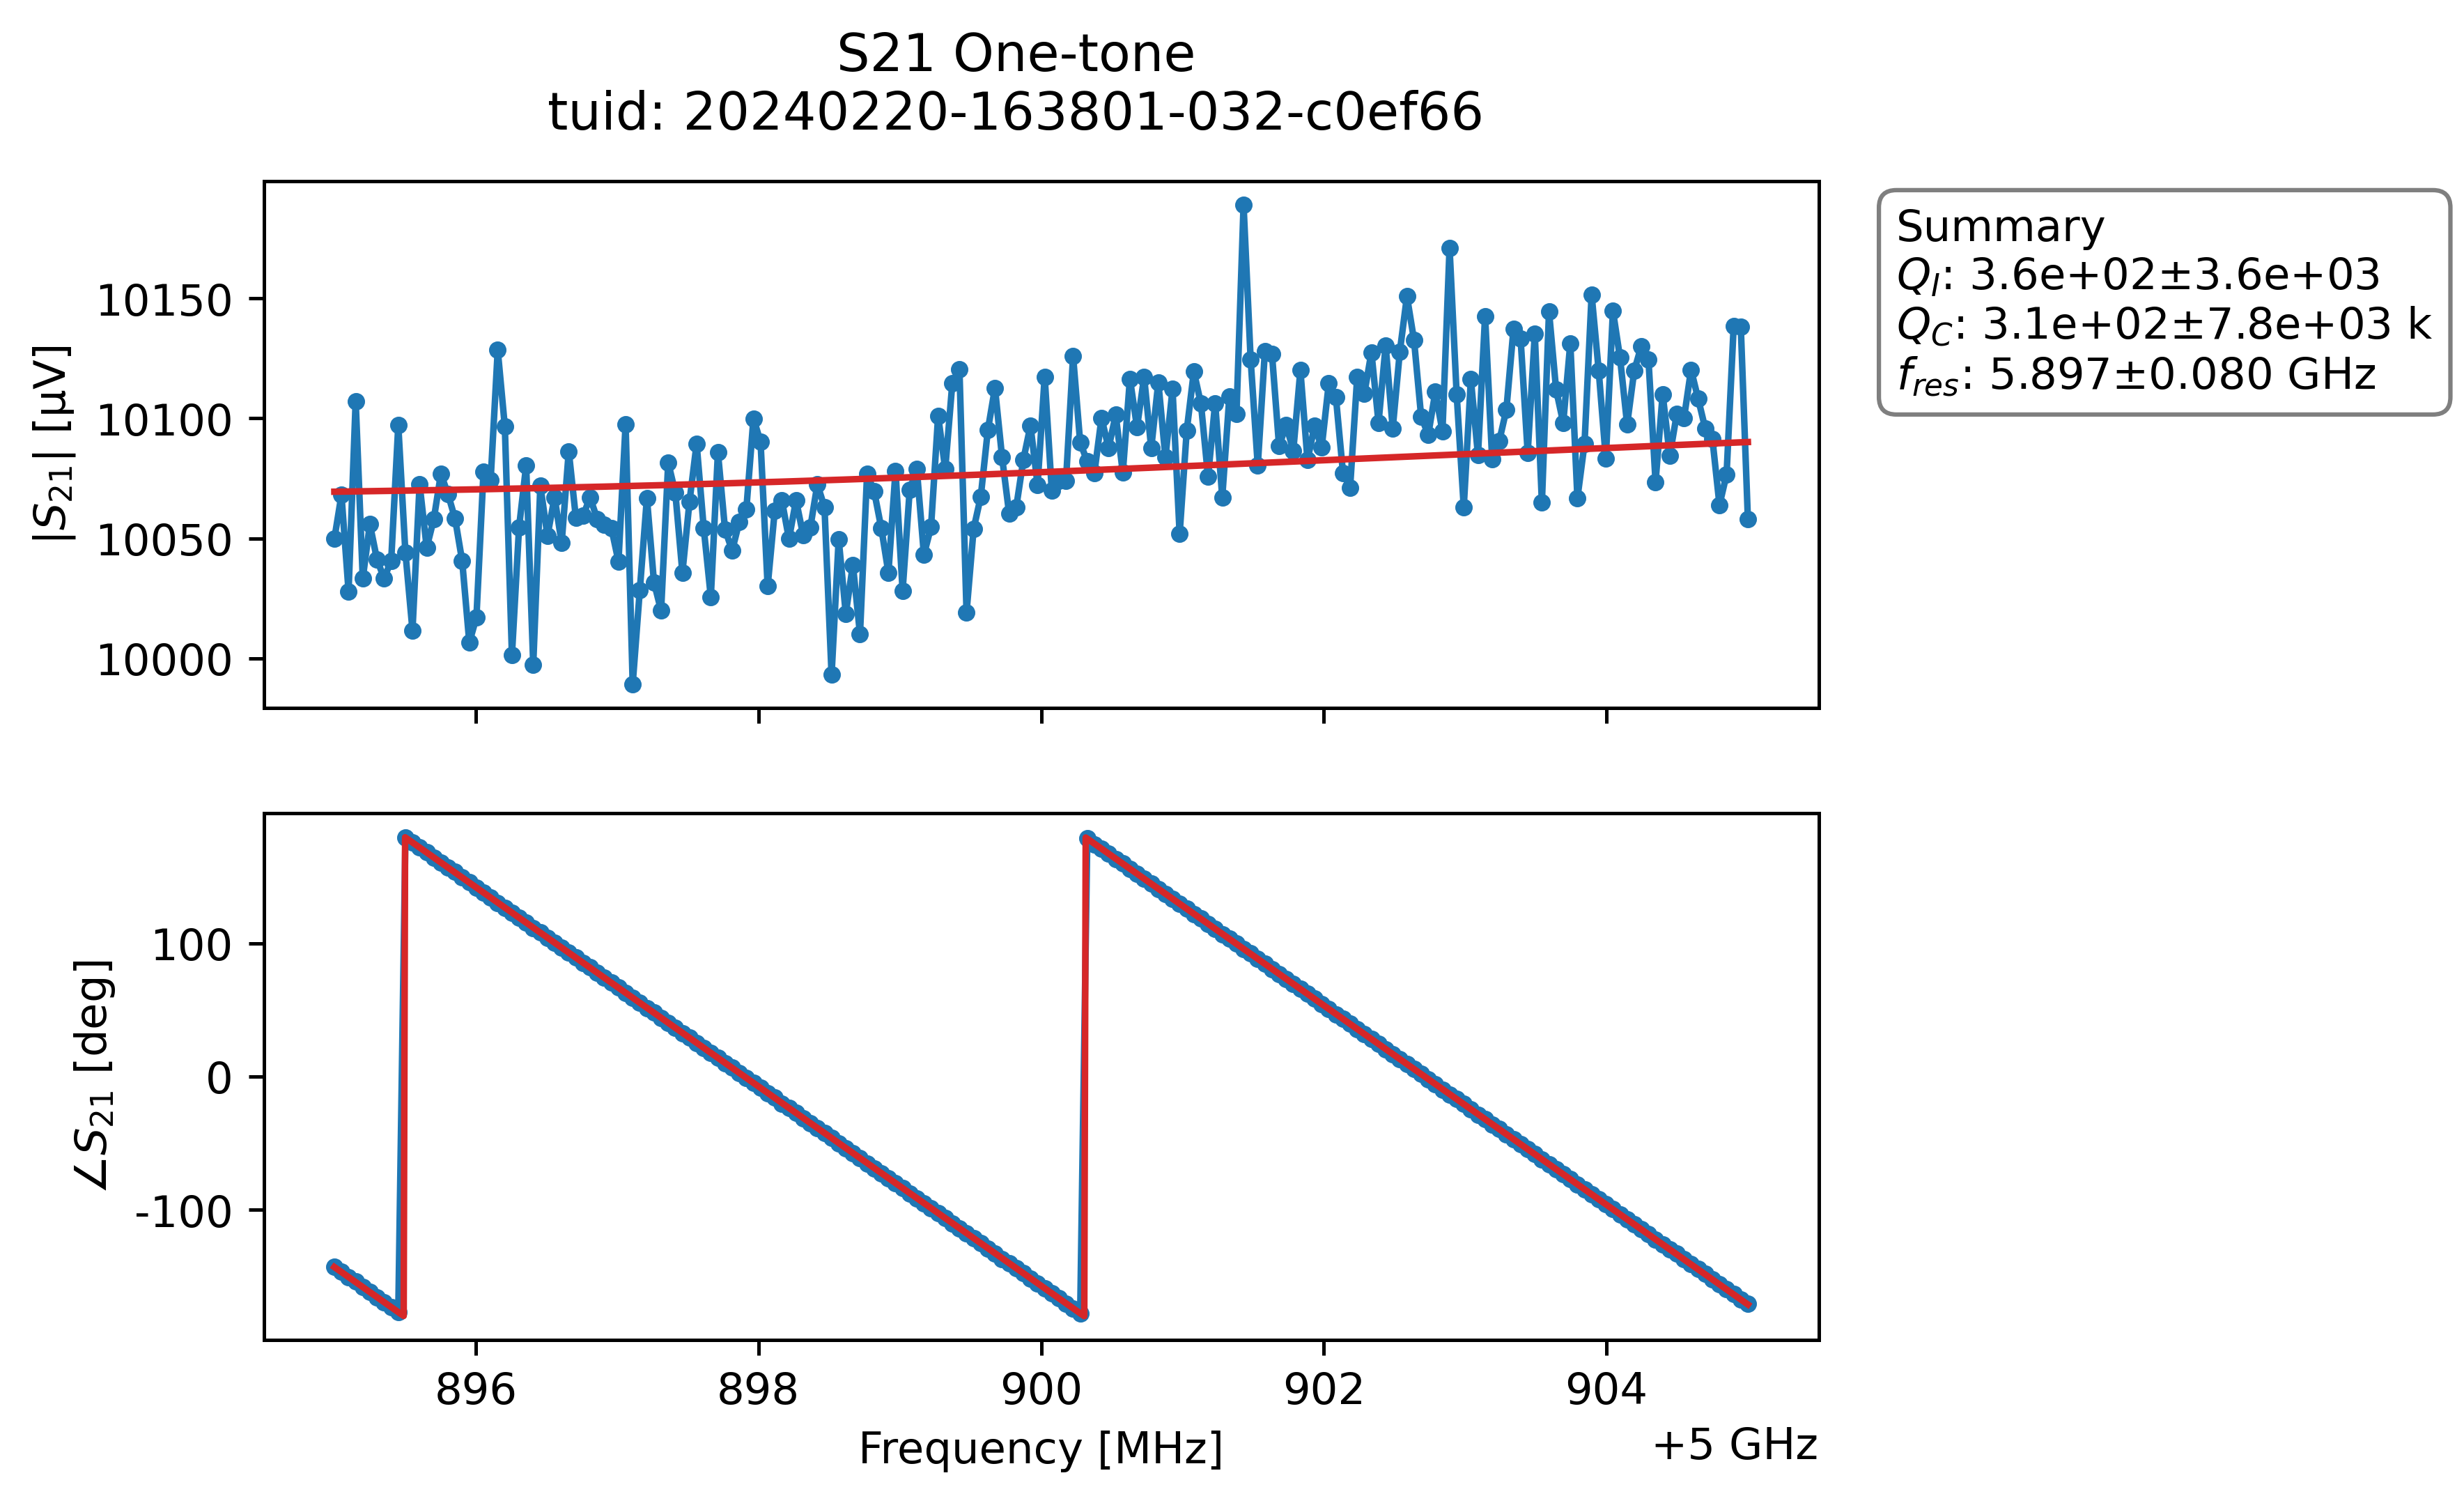 S21 One-tone
tuid: 20240220-163801-032-c0ef66
|S21| [µV]
10150
10100
10050
10000
Summary
QI: 3.6e+02±3.6e+03
QC: 3.1e+02±7.8e+03 k
fres: 5.897±0.080 GHz
∠S21 [deg]
100
0
-100
896 898 900 902 904
Frequency [MHz]
+5 GHz